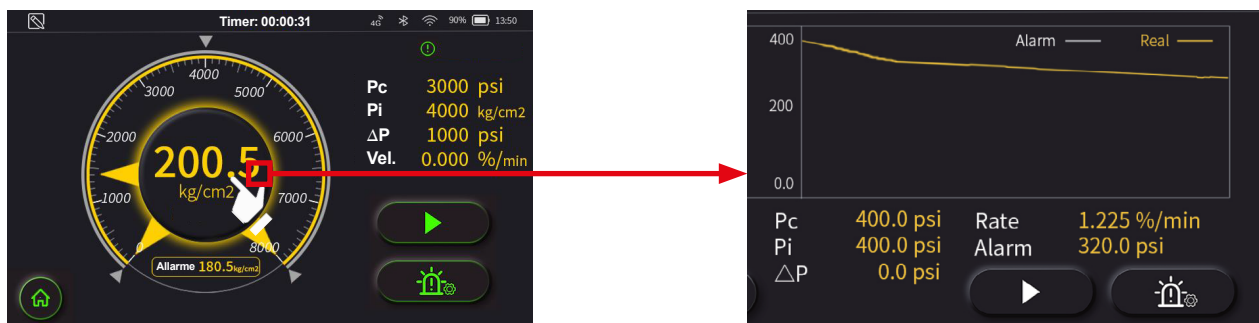 Timer: 00:00:31
4G 90% 13:50
4000
3000 5000
2000 6000
1000 7000
0 8000
200.5
kg/cm2
Allarme 180.5kg/cm2
Pc 3000 psi
Pi 4000 kg/cm2
ΔP 1000 psi
Vel. 0.000 %/min
400
200
0.0
Alarm Real
Pc 400.0 psi Rate 1.225 %/min
Pi 400.0 psi Alarm 320.0 psi
△P 0.0 psi